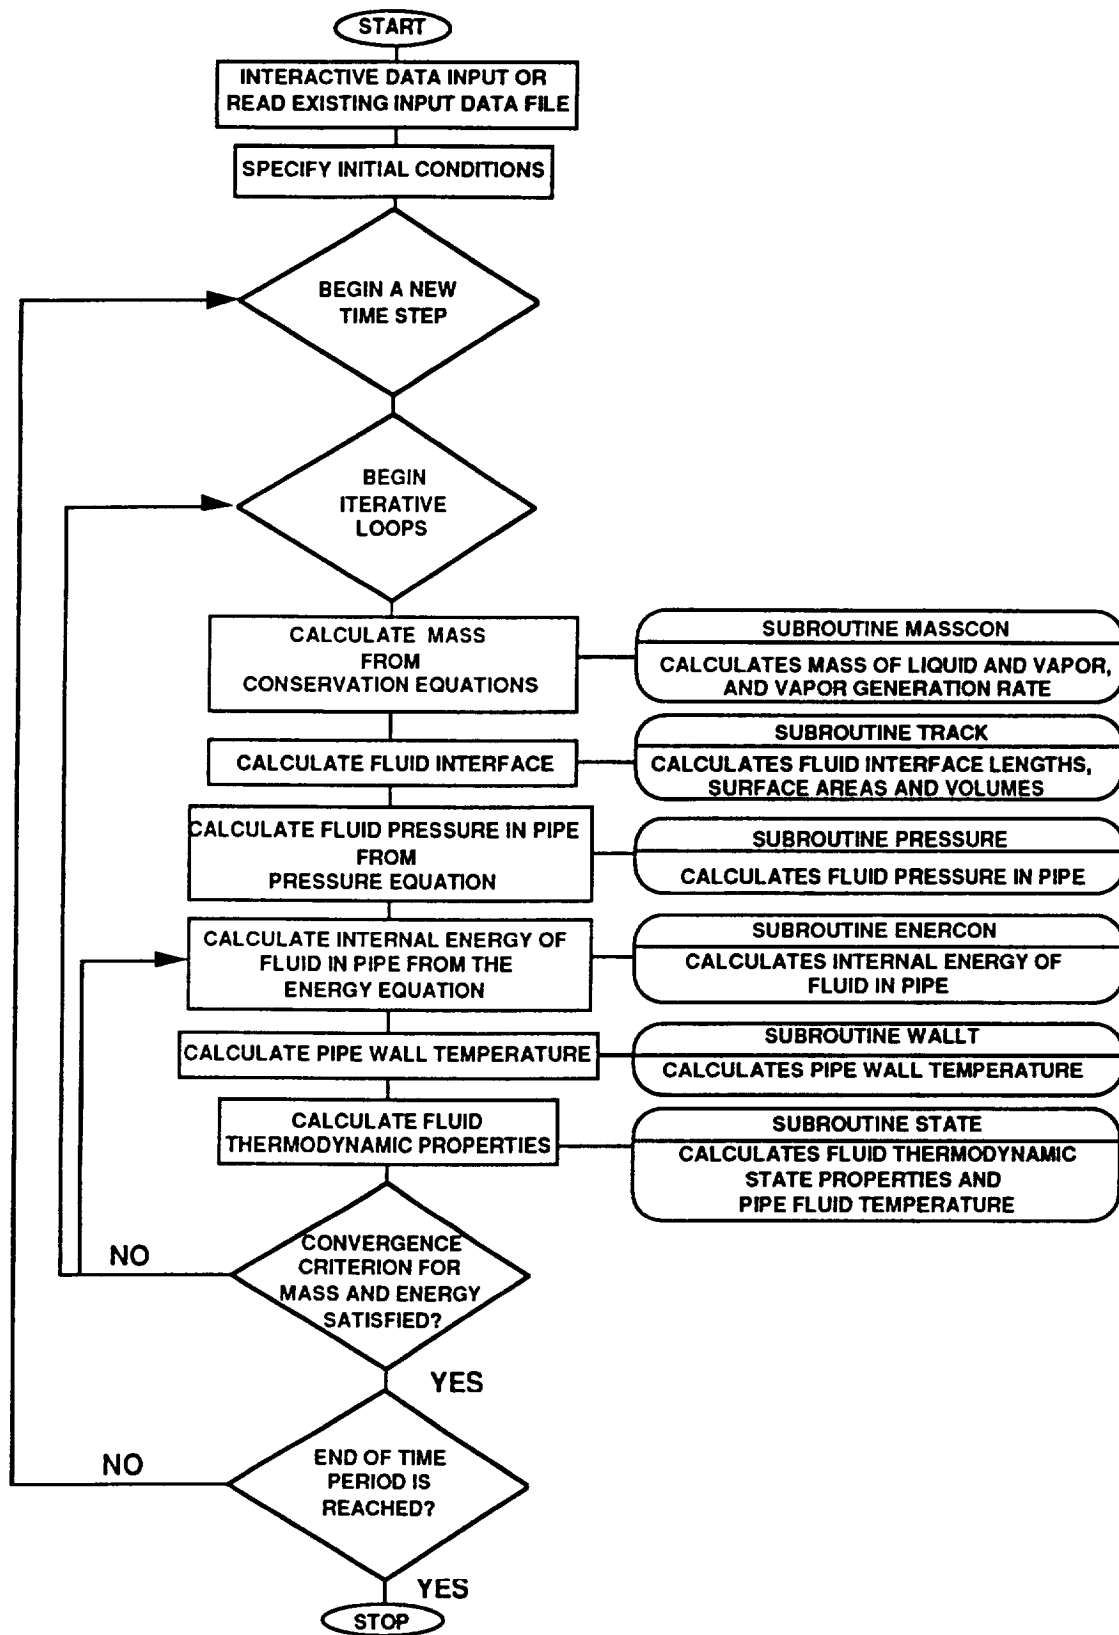 START
INTERACTIVE DATA INPUT OR
READ EXISTING INPUT DATA FILE
SPECIFY INITIAL CONDITIONS
BEGIN A NEW
TIME STEP
BEGIN
ITERATIVE
LOOPS
CALCULATE MASS
FROM
CONSERVATION EQUATIONS
SUBROUTINE MASSCON
CALCULATES MASS OF LIQUID AND VAPOR,
AND VAPOR GENERATION RATE
CALCULATE FLUID INTERFACE
SUBROUTINE TRACK
CALCULATES FLUID INTERFACE LENGTHS,
SURFACE AREAS AND VOLUMES
CALCULATE FLUID PRESSURE IN PIPE
FROM
PRESSURE EQUATION
SUBROUTINE PRESSURE
CALCULATES FLUID PRESSURE IN PIPE
CALCULATE INTERNAL ENERGY OF
FLUID IN PIPE FROM THE
ENERGY EQUATION
SUBROUTINE ENERCON
CALCULATES INTERNAL ENERGY OF
FLUID IN PIPE
CALCULATE PIPE WALL TEMPERATURE
SUBROUTINE WALLT
CALCULATES PIPE WALL TEMPERATURE
CALCULATE FLUID
THERMODYNAMIC PROPERTIES
SUBROUTINE STATE
CALCULATES FLUID THERMODYNAMIC
STATE PROPERTIES AND
PIPE FLUID TEMPERATURE
NO
CONVERGENCE
CRITERION FOR
MASS AND ENERGY
SATISFIED?
YES
NO
END OF TIME
PERIOD IS
REACHED?
YES
STOP